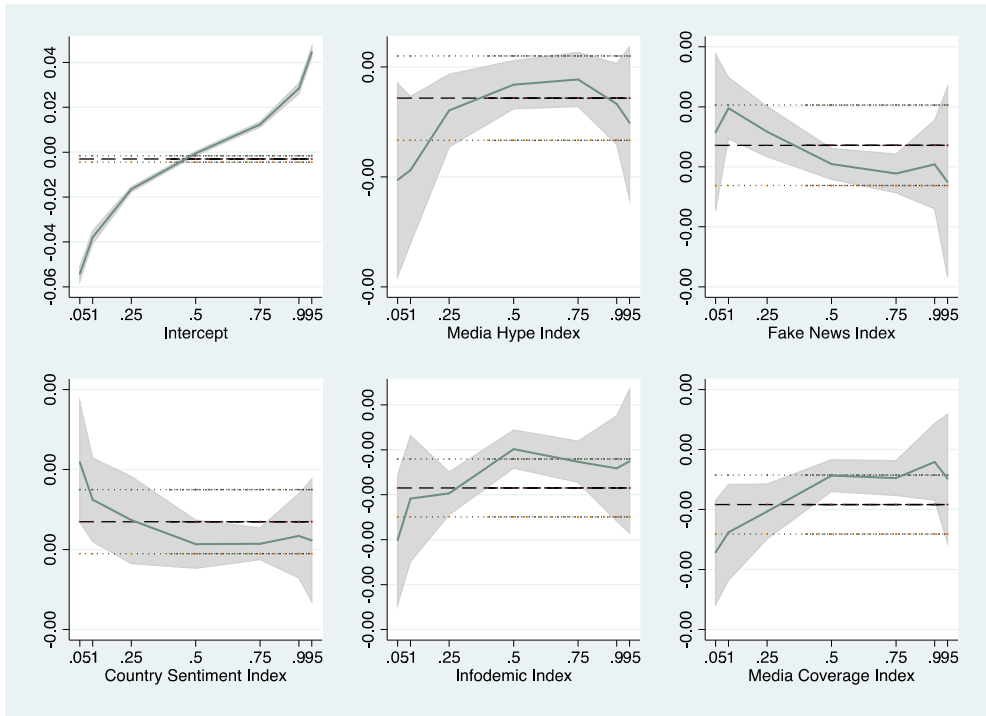 0.04
0.02
0.00
-0.02
-0.04
-0.06
.051 .25 .5 .75 .995
Intercept
0.00
-0.00
-0.00
.051 .25 .5 .75 .995
Media Hype Index
0.00
0.00
0.00
-0.00
-0.00
.051 .25 .5 .75 .995
Fake News Index
0.00
0.00
0.00
-0.00
.051 .25 .5 .75 .995
Country Sentiment Index
0.00
0.00
0.00
-0.00
-0.00
-0.00
.051 .25 .5 .75 .995
Infodemic Index
0.00
0.00
-0.00
-0.00
-0.00
.051 .25 .5 .75 .995
Media Coverage Index